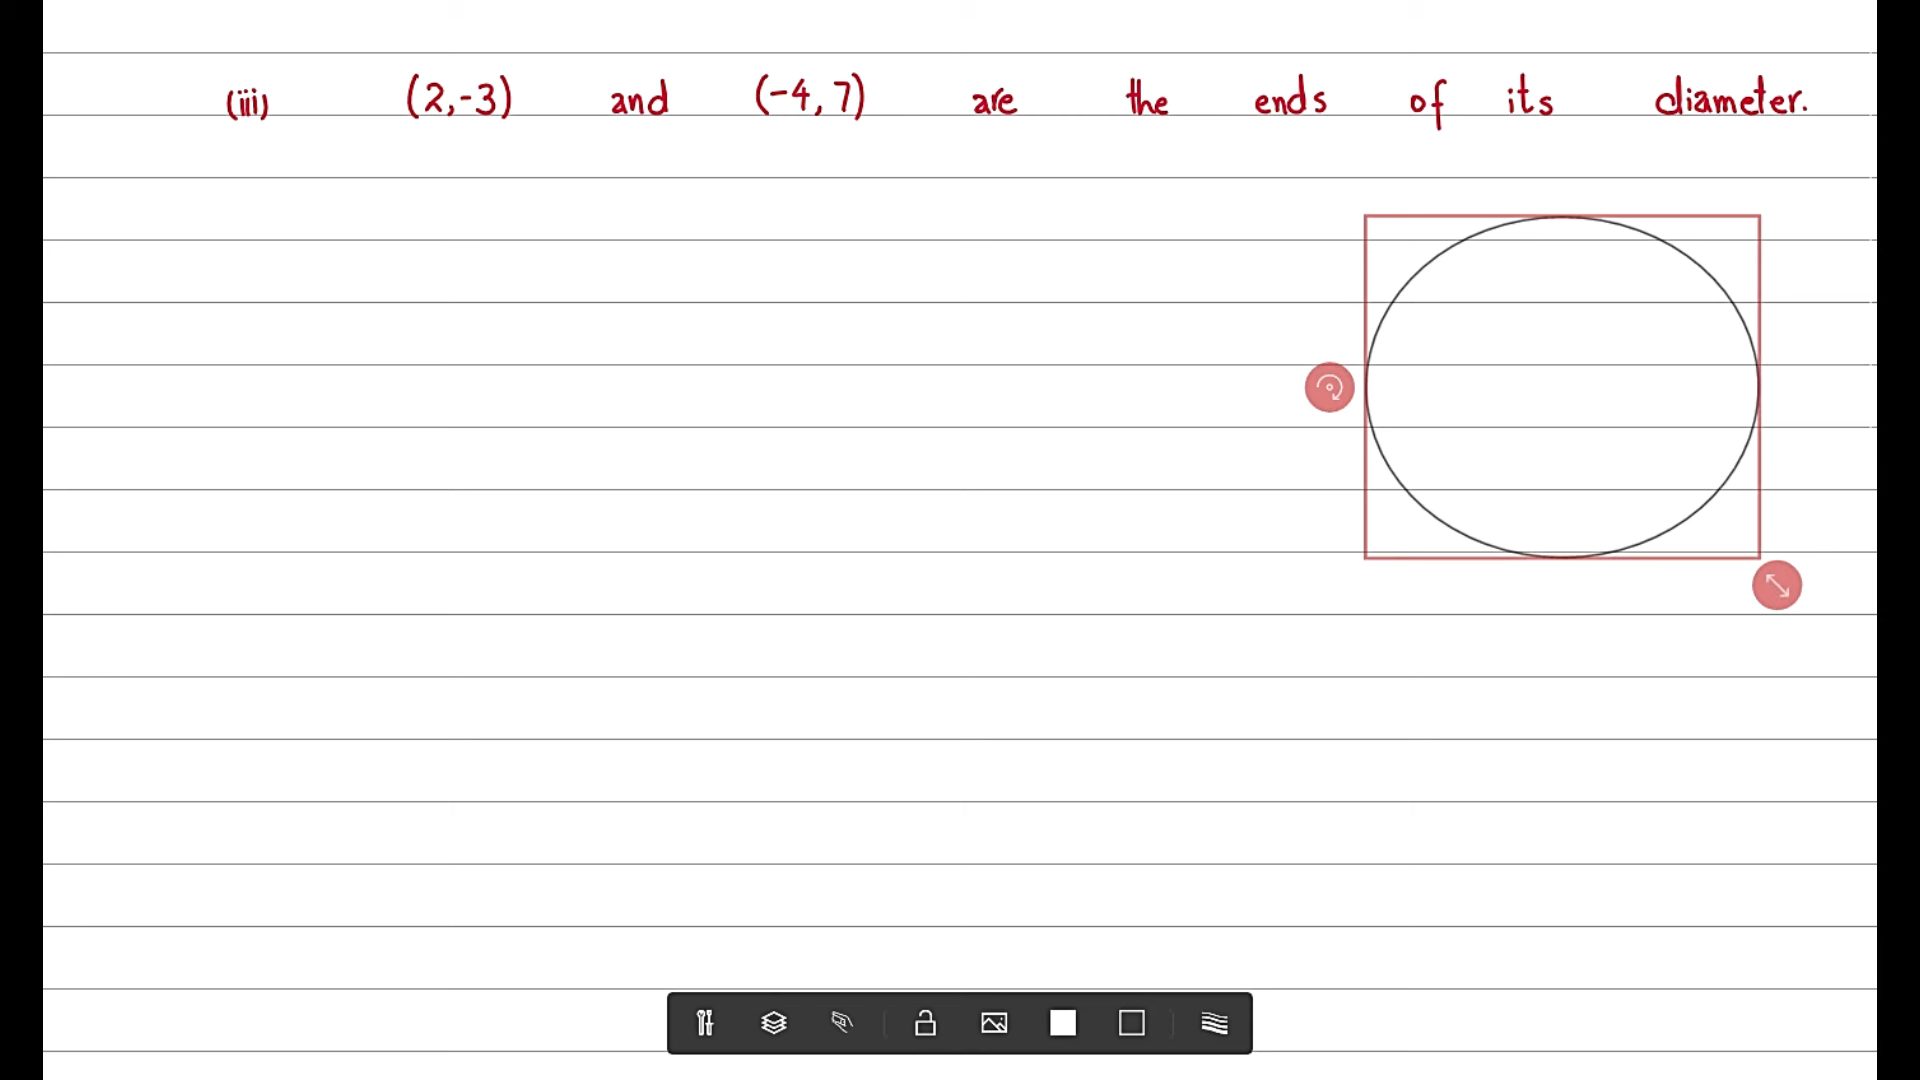 (iii) (2,-3) and (-4, 7) are the ends of its diameter.